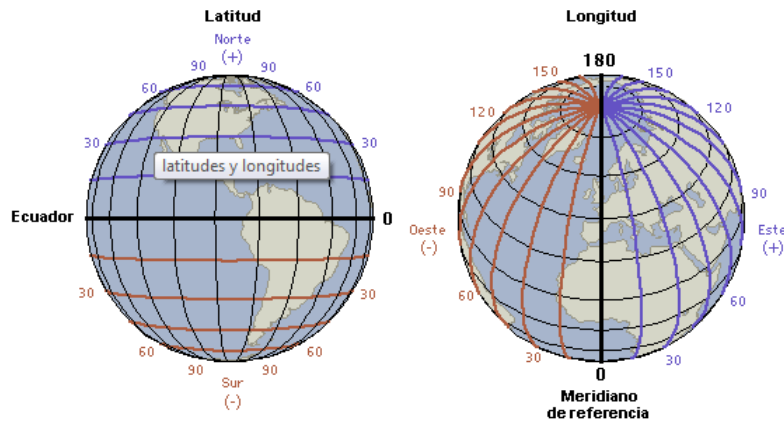 Latitud
Norte
(+)
90 90
60 60
30 30
latitudes y longitudes
Ecuador 0
30 30
60 60
90 90
Sur
(-)
Longitud
180
150 150
120 120
90 90
Oeste
(-)
Este
(+)
60 60
30 30
0
Meridiano
de referencia